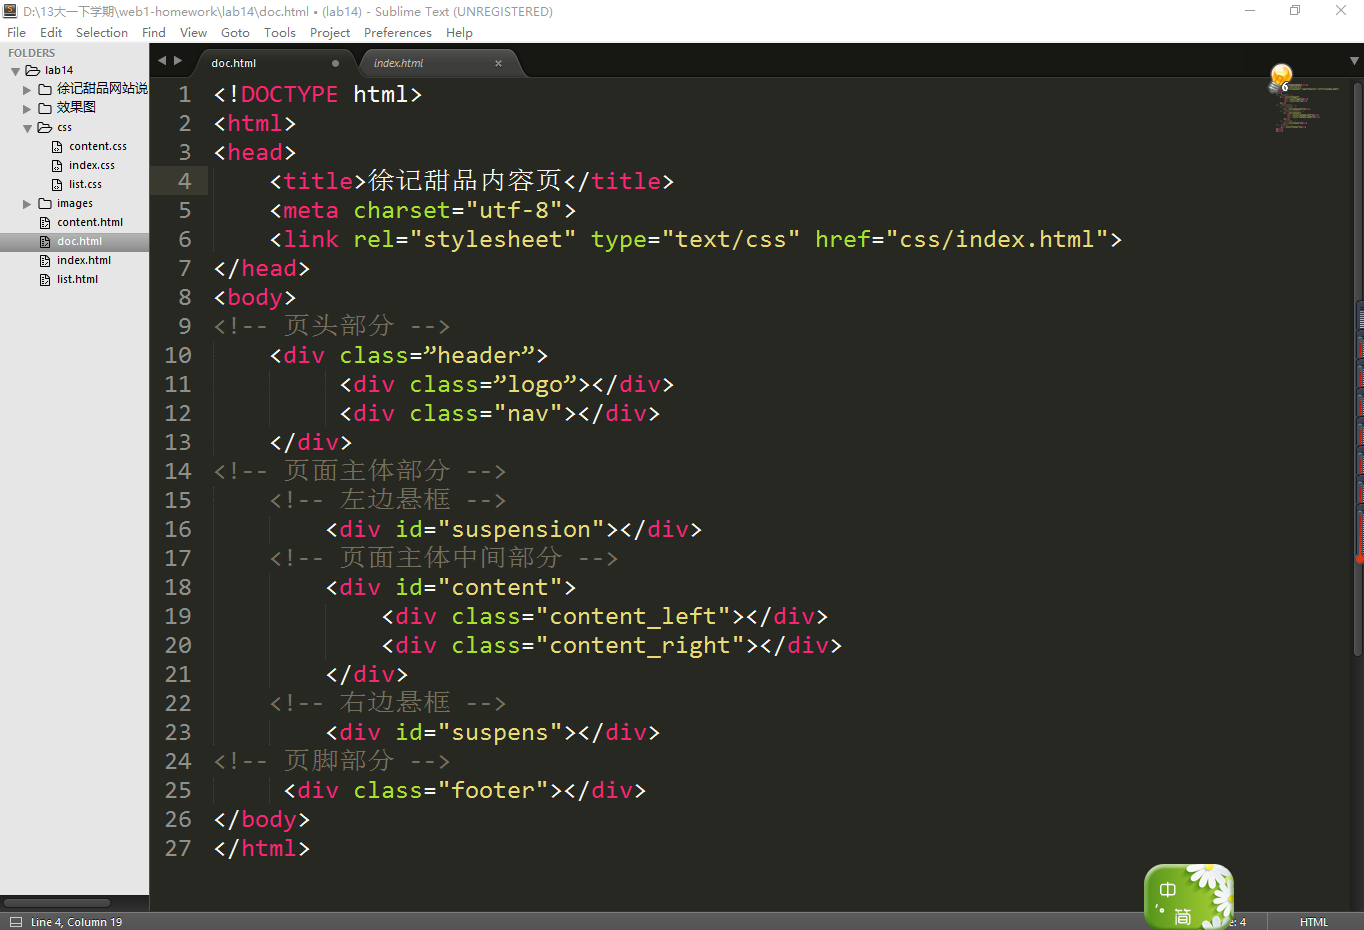 D:\13大一下学期\web1-homework\lab14\doc.html • (lab14) - Sublime Text (UNREGISTERED)
File Edit Selection Find View Goto Tools Project Preferences Help
FOLDERS
lab14
徐记甜品网站说
效果图
css
content.css
index.css
list.css
images
content.html
doc.html
index.html
list.html
doc.html index.html
6
1 <!DOCTYPE html>
2 <html>
3 <head>
4 <title>徐记甜品内容页</title>
5 <meta charset="utf-8">
6 <link rel="stylesheet" type="text/css" href="css/index.html">
7 </head>
8 <body>
9 <!-- 页头部分 -->
10 <div class=”header”>
11 <div class=”logo”></div>
12 <div class="nav"></div>
13 </div>
14 <!-- 页面主体部分 -->
15 <!-- 左边悬框 -->
16 <div id="suspension"></div>
17 <!-- 页面主体中间部分 -->
18 <div id="content">
19 <div class="content_left"></div>
20 <div class="content_right"></div>
21 </div>
22 <!-- 右边悬框 -->
23 <div id="suspens"></div>
24 <!-- 页脚部分 -->
25 <div class="footer"></div>
26 </body>
27 </html>
中
简
Line 4, Column 19
e: 4
HTML